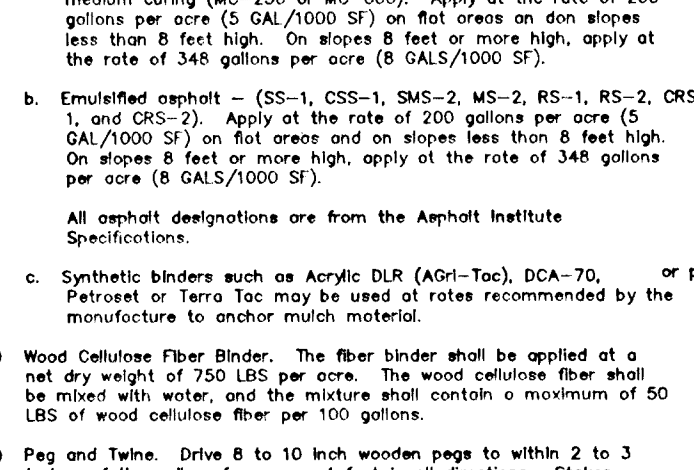 medium curing (MC-250 or MC-800). Apply at the rate of 200
gallons per acre (5 GAL/1000 SF) on flat areas an don slopes
less than 8 feet high. On slopes 8 feet or more high, apply at
the rate of 348 gallons per acre (8 GALS/1000 SF).
b. Emulsified asphalt - (SS-1, CSS-1, SMS-2, MS-2, RS-1, RS-2, CRS
1, and CRS-2). Apply at the rate of 200 gallons per acre (5
GAL/1000 SF) on flat areas and on slopes less than 8 feet high.
On slopes 8 feet or more high, apply at the rate of 348 gallons
per acre (8 GALS/1000 SF).
All asphalt designations are from the Asphalt Institute
Specifications.
c. Synthetic binders such as Acrylic DLR (AGri-Tac), DCA-70, or
Petroset or Terra Tac may be used at rates recommended by the
manufacture to anchor mulch material.
Wood Cellulose Fiber Binder. The fiber binder shall be applied at a
net dry weight of 750 LBS per acre. The wood cellulose fiber shall
be mixed with water, and the mixture shall contain a maximum of 50
LBS of wood cellulose fiber per 100 gallons.
Peg and Twine. Drive 8 to 10 inch wooden pegs to within 2 to 3